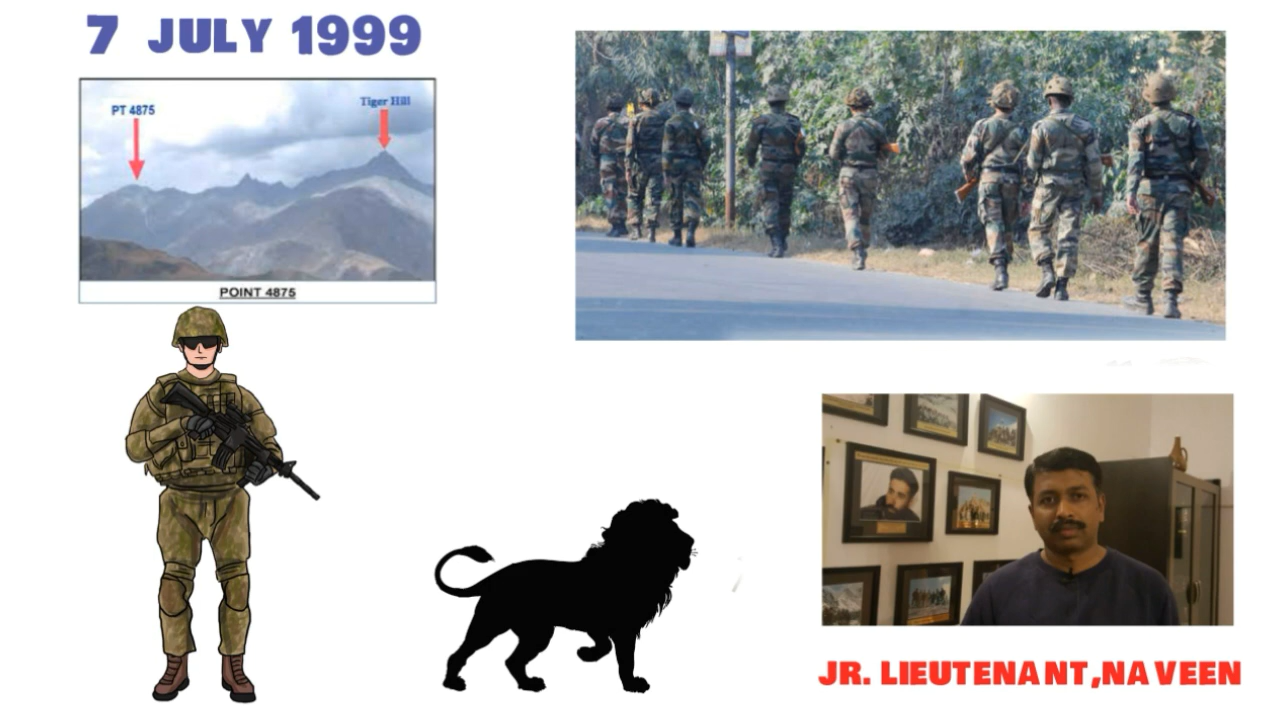 7 JULY 1999
PT 4875
Tiger Hill
POINT 4875
JR. LIEUTENANT,NAVEEN